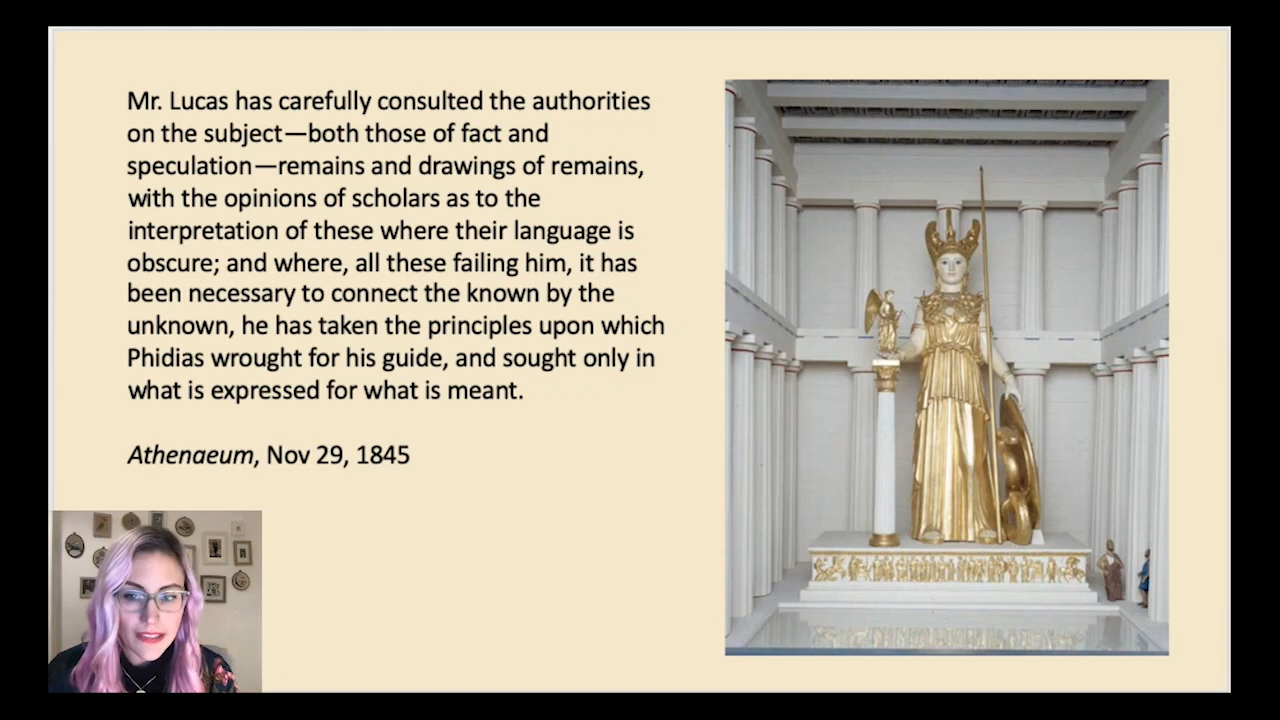 Mr. Lucas has carefully consulted the authorities
on the subject—both those of fact and
speculation—remains and drawings of remains,
with the opinions of scholars as to the
interpretation of these where their language is
obscure; and where, all these failing him, it has
been necessary to connect the known by the
unknown, he has taken the principles upon which
Phidias wrought for his guide, and sought only in
what is expressed for what is meant.
Athenaeum, Nov 29, 1845